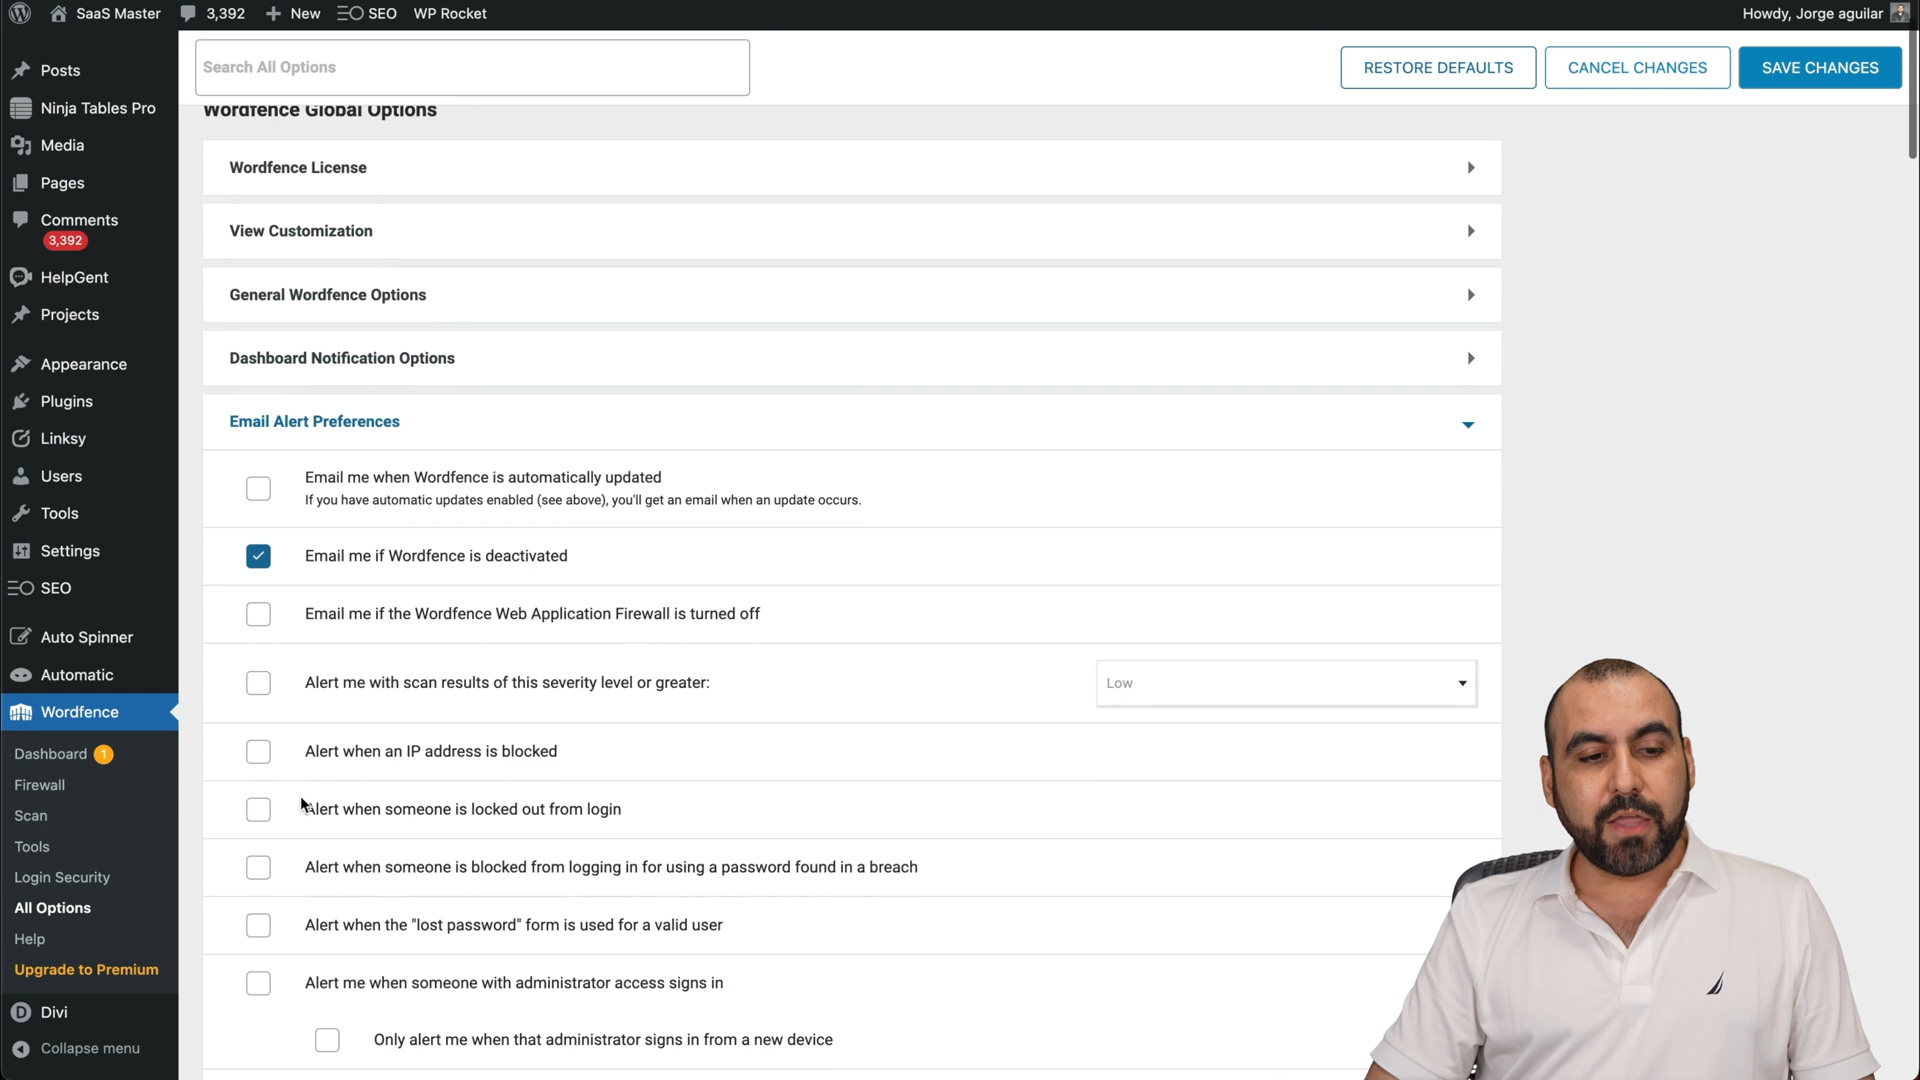 SaaS Master 3,392 New SEO WP Rocket Howdy, Jorge aguilar
Posts
Ninja Tables Pro
Media
Pages
Comments
3,392
HelpGent
Projects
Appearance
Plugins
Linksy
Users
Tools
Settings
SEO
Auto Spinner
Automatic
Wordfence
Dashboard 1
Firewall
Scan
Tools
Login Security
All Options
Help
Upgrade to Premium
Divi
Collapse menu
Search All Options
RESTORE DEFAULTS CANCEL CHANGES SAVE CHANGES
Wordfence Global Options
Wordfence License
View Customization
General Wordfence Options
Dashboard Notification Options
Email Alert Preferences
Email me when Wordfence is automatically updated
If you have automatic updates enabled (see above), you'll get an email when an update occurs.
Email me if Wordfence is deactivated
Email me if the Wordfence Web Application Firewall is turned off
Alert me with scan results of this severity level or greater: Low
Alert when an IP address is blocked
Alert when someone is locked out from login
Alert when someone is blocked from logging in for using a password found in a breach
Alert when the "lost password" form is used for a valid user
Alert me when someone with administrator access signs in
Only alert me when that administrator signs in from a new device